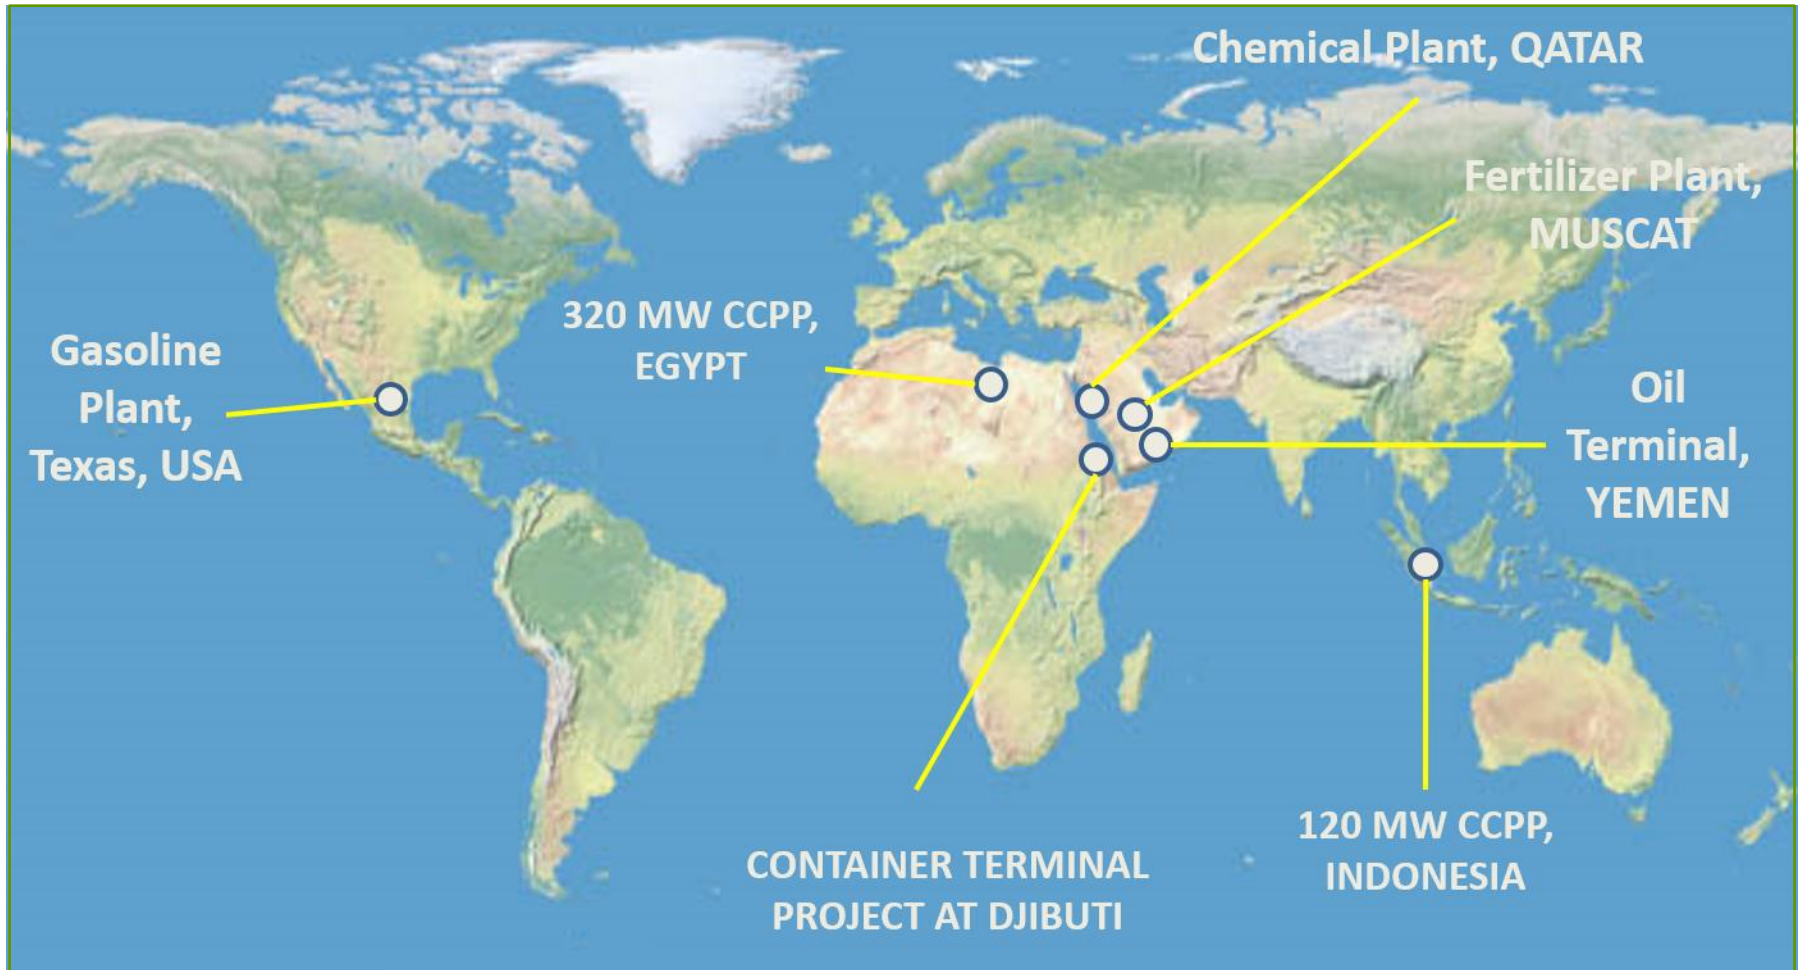 Chemical Plant, QATAR
Fertilizer Plant,
MUSCAT
320 MW CCPP,
EGYPT
Gasoline
Plant,
Texas, USA
Oil
Terminal,
YEMEN
120 MW CCPP,
INDONESIA
CONTAINER TERMINAL
PROJECT AT DJIBUTI